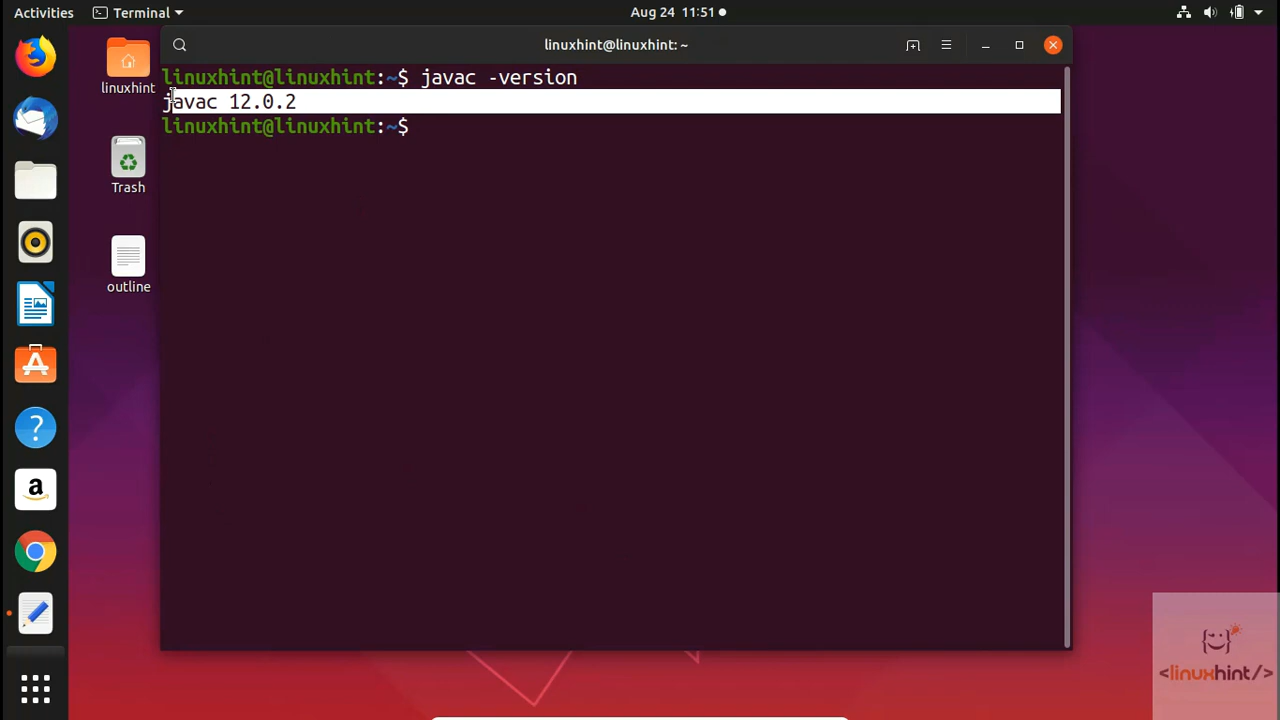 Activities
Terminal
Aug 24 11:51
linuxhint@linuxhint: ~
linuxhint@linuxhint:~$ javac -version
javac 12.0.2
linuxhint@linuxhint:~$
linuxhint
Trash
outline
?
a
<linuxhint/>